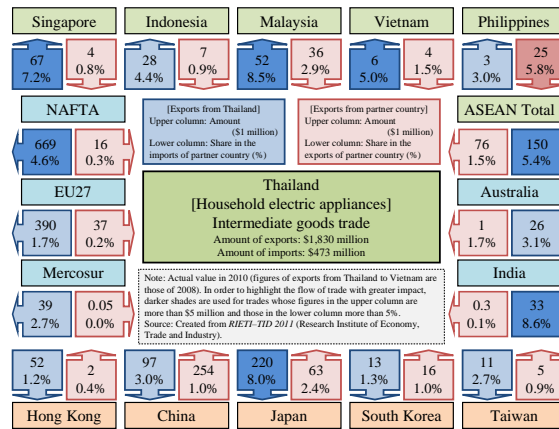 Singapore Indonesia Malaysia Vietnam Philippines
67 4 28 7 52 36 6 4 3 25
7.2% 0.8% 4.4% 0.9% 8.5% 2.9% 5.0% 1.5% 3.0% 5.8%
NAFTA
669 16
4.6% 0.3%
EU27
390 37
1.7% 0.2%
Mercosur
39 0.05
2.7% 0.0%
[Exports from Thailand]
Upper column: Amount
($1 million)
Lower column: Share in the
imports of partner country (%)
[Exports from partner country]
Upper column: Amount
($1 million)
Lower column: Share in the
exports of partner country (%)
Thailand
[Household electric appliances]
Intermediate goods trade
Amount of exports: $1,830 million
Amount of imports: $473 million
Note: Actual value in 2010 (figures of exports from Thailand to Vietnam are
those of 2008). In order to highlight the flow of trade with greater impact,
darker shades are used for trades whose figures in the upper column are
more than $5 million and those in the lower column more than 5%.
Source: Created from RIETI–TID 2011 (Research Institute of Economy,
Trade and Industry).
ASEAN Total
76 150
1.5% 5.4%
Australia
1 26
1.7% 3.1%
India
0.3 33
0.1% 8.6%
52 2 97 254 220 63 13 16 11 5
1.2% 0.4% 3.0% 1.0% 8.0% 2.4% 1.3% 1.0% 2.7% 0.9%
Hong Kong China Japan South Korea Taiwan